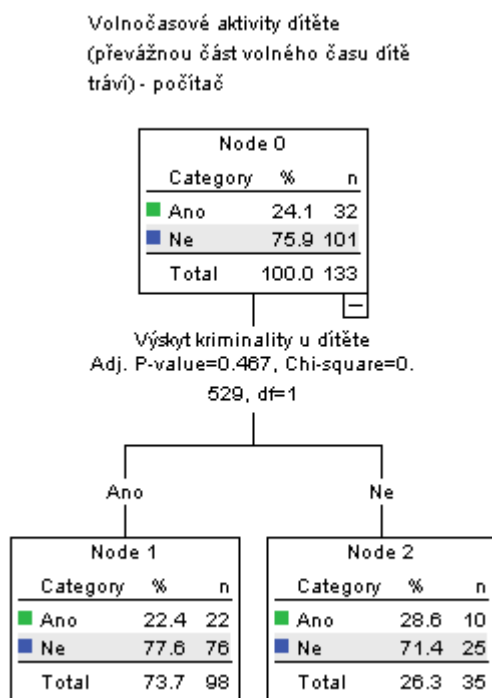 Volnočasové aktivity dítěte
(převážnou část volného času dítě
tráví) - počítač
Node 0
Category % n
Ano 24.1 32
Ne 75.9 101
Total 100.0 133
Výskyt kriminality u dítěte
Adj. P-value=0.467, Chi-square=0.
529, df=1
Ano
Ne
Node 1
Category % n
Ano 22.4 22
Ne 77.6 76
Total 73.7 98
Node 2
Category % n
Ano 28.6 10
Ne 71.4 25
Total 26.3 35